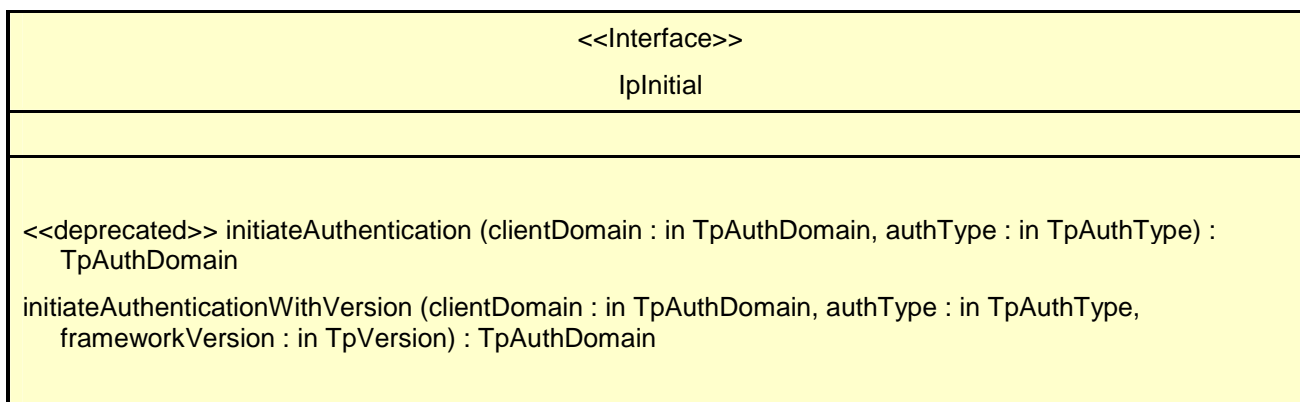 <<Interface>>
IpInitial
<<deprecated>> initiateAuthentication (clientDomain : in TpAuthDomain, authType : in TpAuthType) :
TpAuthDomain
initiateAuthenticationWithVersion (clientDomain : in TpAuthDomain, authType : in TpAuthType,
frameworkVersion : in TpVersion) : TpAuthDomain